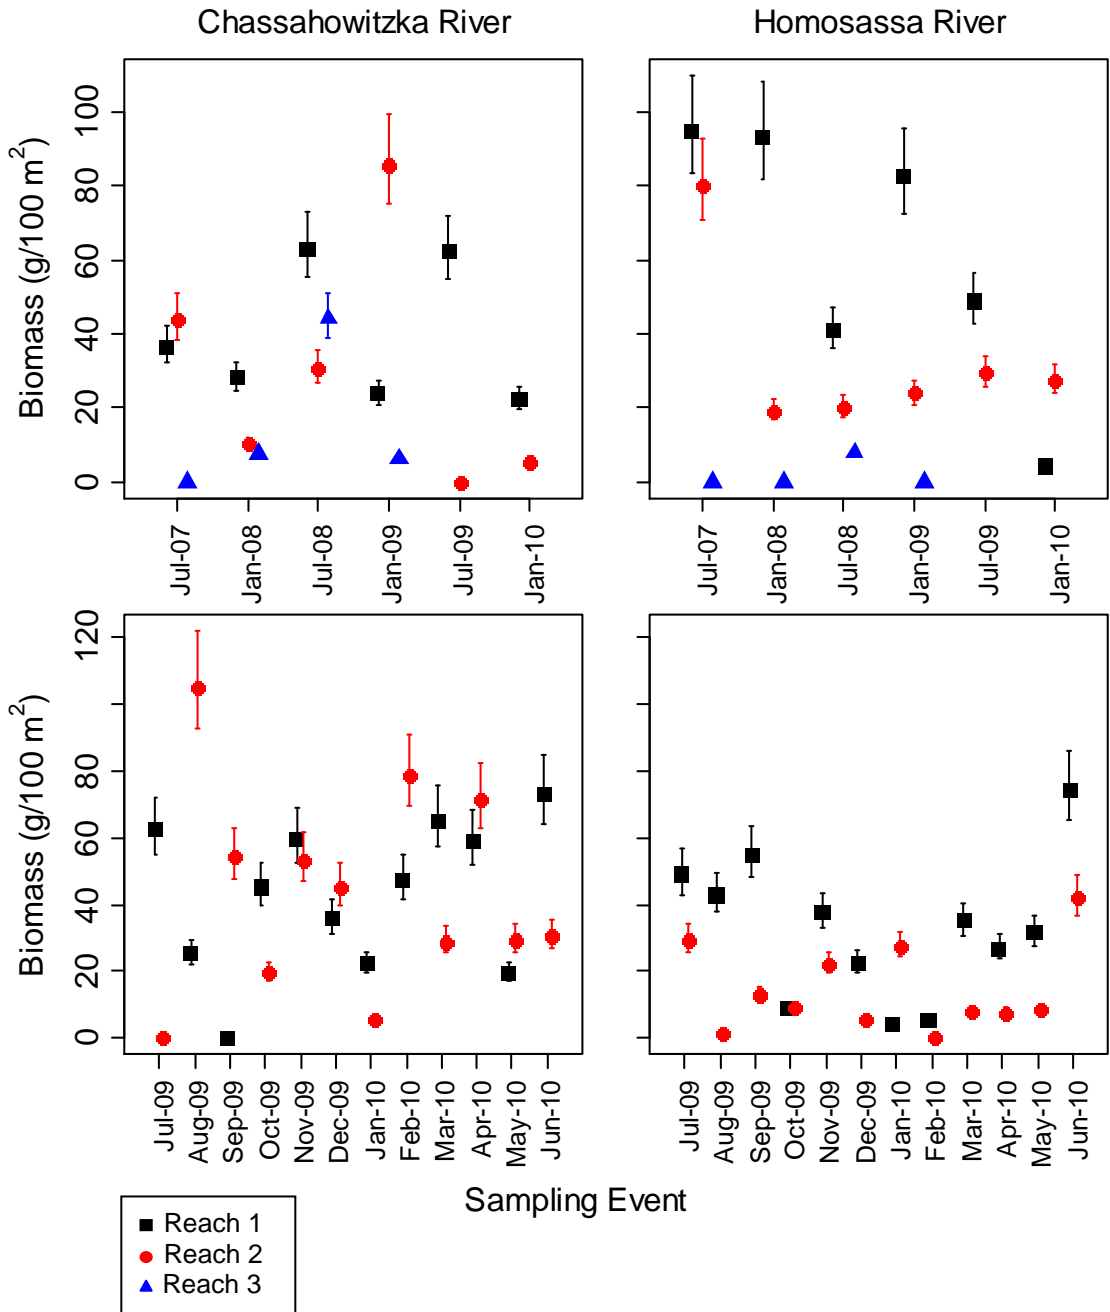 Chassahowitzka River
Homosassa River
Biomass (g/100 m²)
100
80
60
40
20
0
Jul-07
Jan-08
Jul-08
Jan-09
Jul-09
Jan-10
Jul-07
Jan-08
Jul-08
Jan-09
Jul-09
Jan-10
Biomass (g/100 m²)
120
80
60
40
20
0
Jul-09
Aug-09
Sep-09
Oct-09
Nov-09
Dec-09
Jan-10
Feb-10
Mar-10
Apr-10
May-10
Jun-10
Jul-09
Aug-09
Sep-09
Oct-09
Nov-09
Dec-09
Jan-10
Feb-10
Mar-10
Apr-10
May-10
Jun-10
Sampling Event
Reach 1
Reach 2
Reach 3